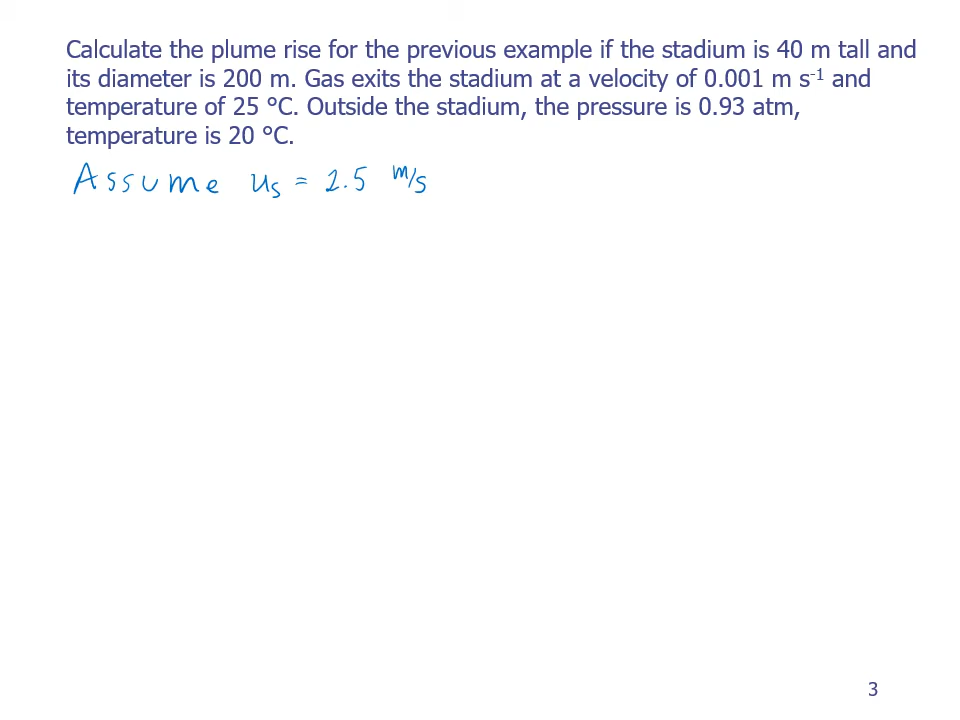 Calculate the plume rise for the previous example if the stadium is 40 m tall and
its diameter is 200 m. Gas exits the stadium at a velocity of 0.001 m s⁻¹ and
temperature of 25 °C. Outside the stadium, the pressure is 0.93 atm,
temperature is 20 °C.
Assume uₛ = 2.5 m/s
3